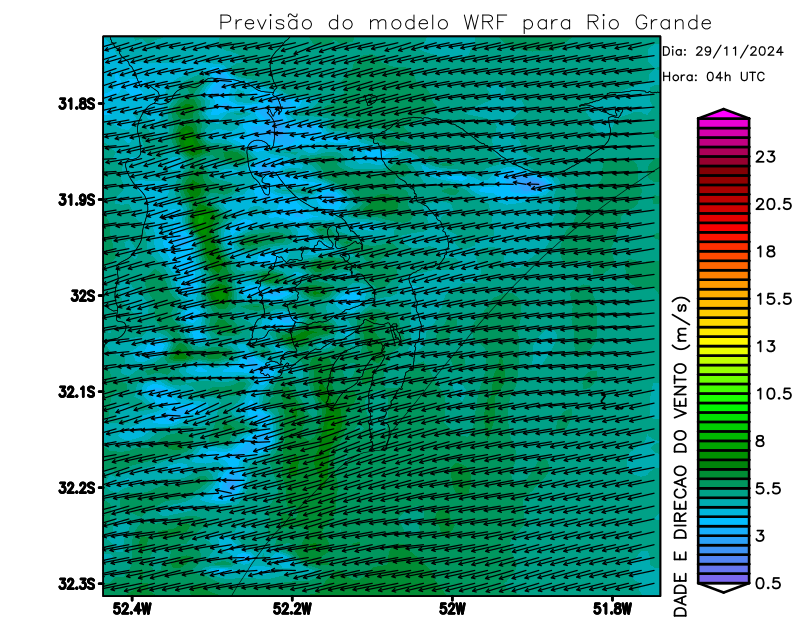 Previsão do modelo WRF para Rio Grande
Dia: 29/11/2024
Hora: 04h UTC
31.8S
31.9S
32S
32.1S
32.2S
32.3S
52.4W
52.2W
52W
51.8W
DADE E DIRECAO DO VENTO (m/s)
23
20.5
18
15.5
13
10.5
8
5.5
3
0.5